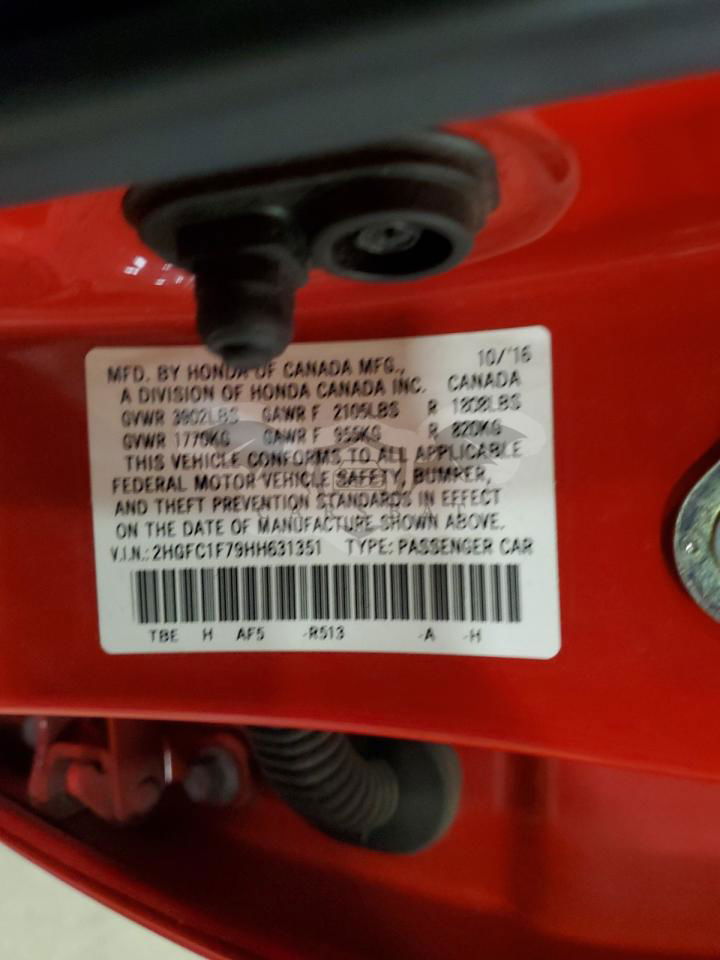 MFD. BY HONDA OF CANADA MFG., 10/'16
A DIVISION OF HONDA CANADA INC. CANADA
GVWR 3902LBS GAWR F 2105LBS R 1808LBS
GVWR 1770KG GAWR F 955KG R 820KG
THIS VEHICLE CONFORMS TO ALL APPLICABLE
FEDERAL MOTOR VEHICLE SAFETY, BUMPER,
AND THEFT PREVENTION STANDARDS IN EFFECT
ON THE DATE OF MANUFACTURE SHOWN ABOVE.
V.I.N.: 2HGFC1F79HH631351 TYPE: PASSENGER CAR
TBE H AF5 -R513 -A -H